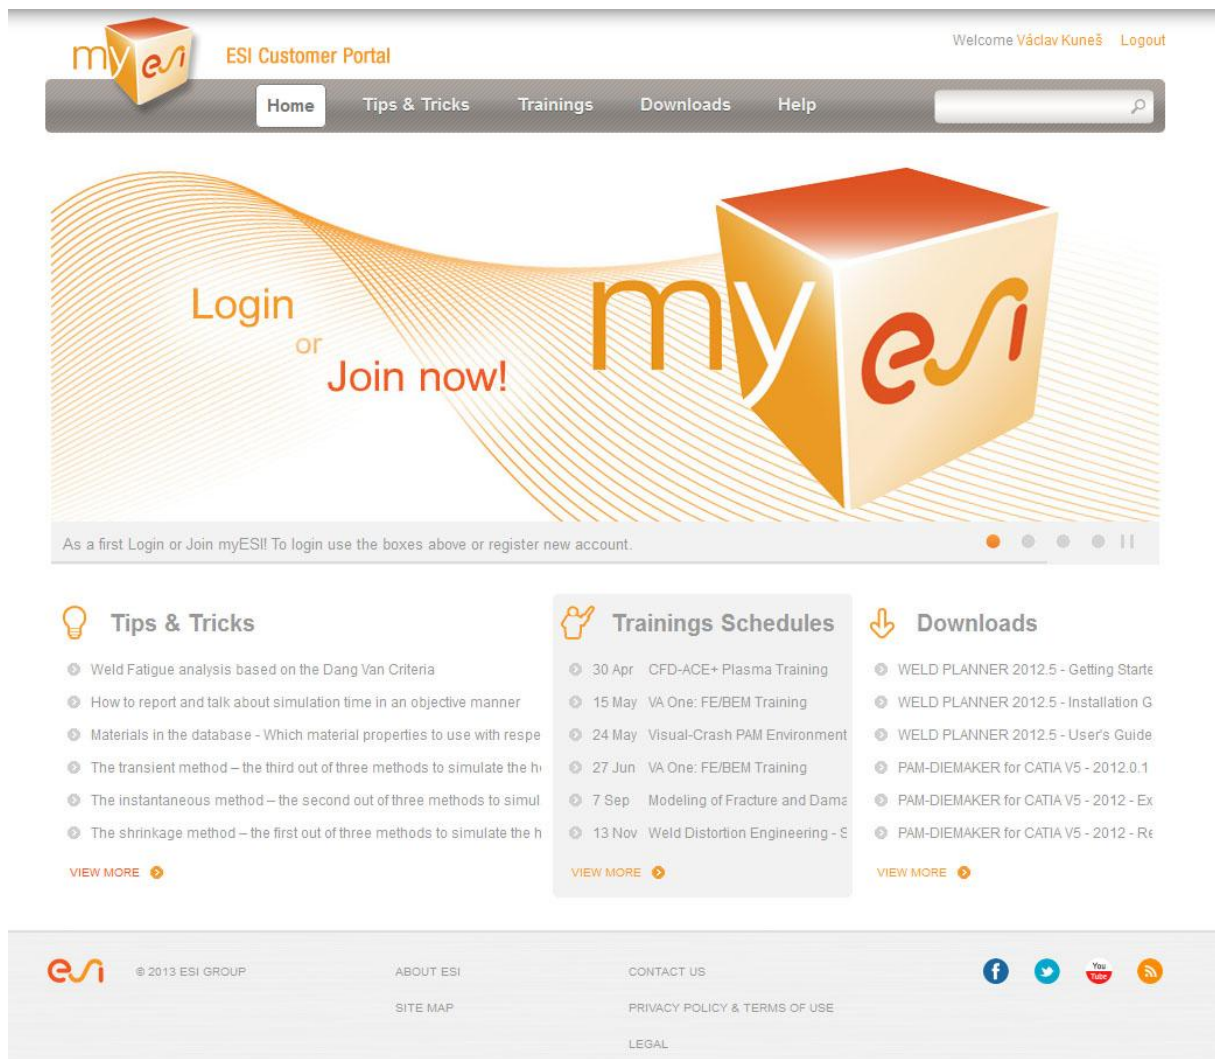 Welcome Václav Kuneš Logout
my esi ESI Customer Portal
Home Tips & Tricks Trainings Downloads Help
Login
or
Join now!
my esi
As a first Login or Join myESI! To login use the boxes above or register new account.
Tips & Tricks
Weld Fatigue analysis based on the Dang Van Criteria
How to report and talk about simulation time in an objective manner
Materials in the database - Which material properties to use with respe
The transient method – the third out of three methods to simulate the h
The instantaneous method – the second out of three methods to simul
The shrinkage method – the first out of three methods to simulate the h
VIEW MORE
Trainings Schedules
30 Apr CFD-ACE+ Plasma Training
15 May VA One: FE/BEM Training
24 May Visual-Crash PAM Environment
27 Jun VA One: FE/BEM Training
7 Sep Modeling of Fracture and Dama
13 Nov Weld Distortion Engineering - S
VIEW MORE
Downloads
WELD PLANNER 2012.5 - Getting Starte
WELD PLANNER 2012.5 - Installation G
WELD PLANNER 2012.5 - User's Guide
PAM-DIEMAKER for CATIA V5 - 2012.0.1
PAM-DIEMAKER for CATIA V5 - 2012 - Ex
PAM-DIEMAKER for CATIA V5 - 2012 - Re
VIEW MORE
esi © 2013 ESI GROUP
ABOUT ESI
SITE MAP
CONTACT US
PRIVACY POLICY & TERMS OF USE
LEGAL
f
You
Tube